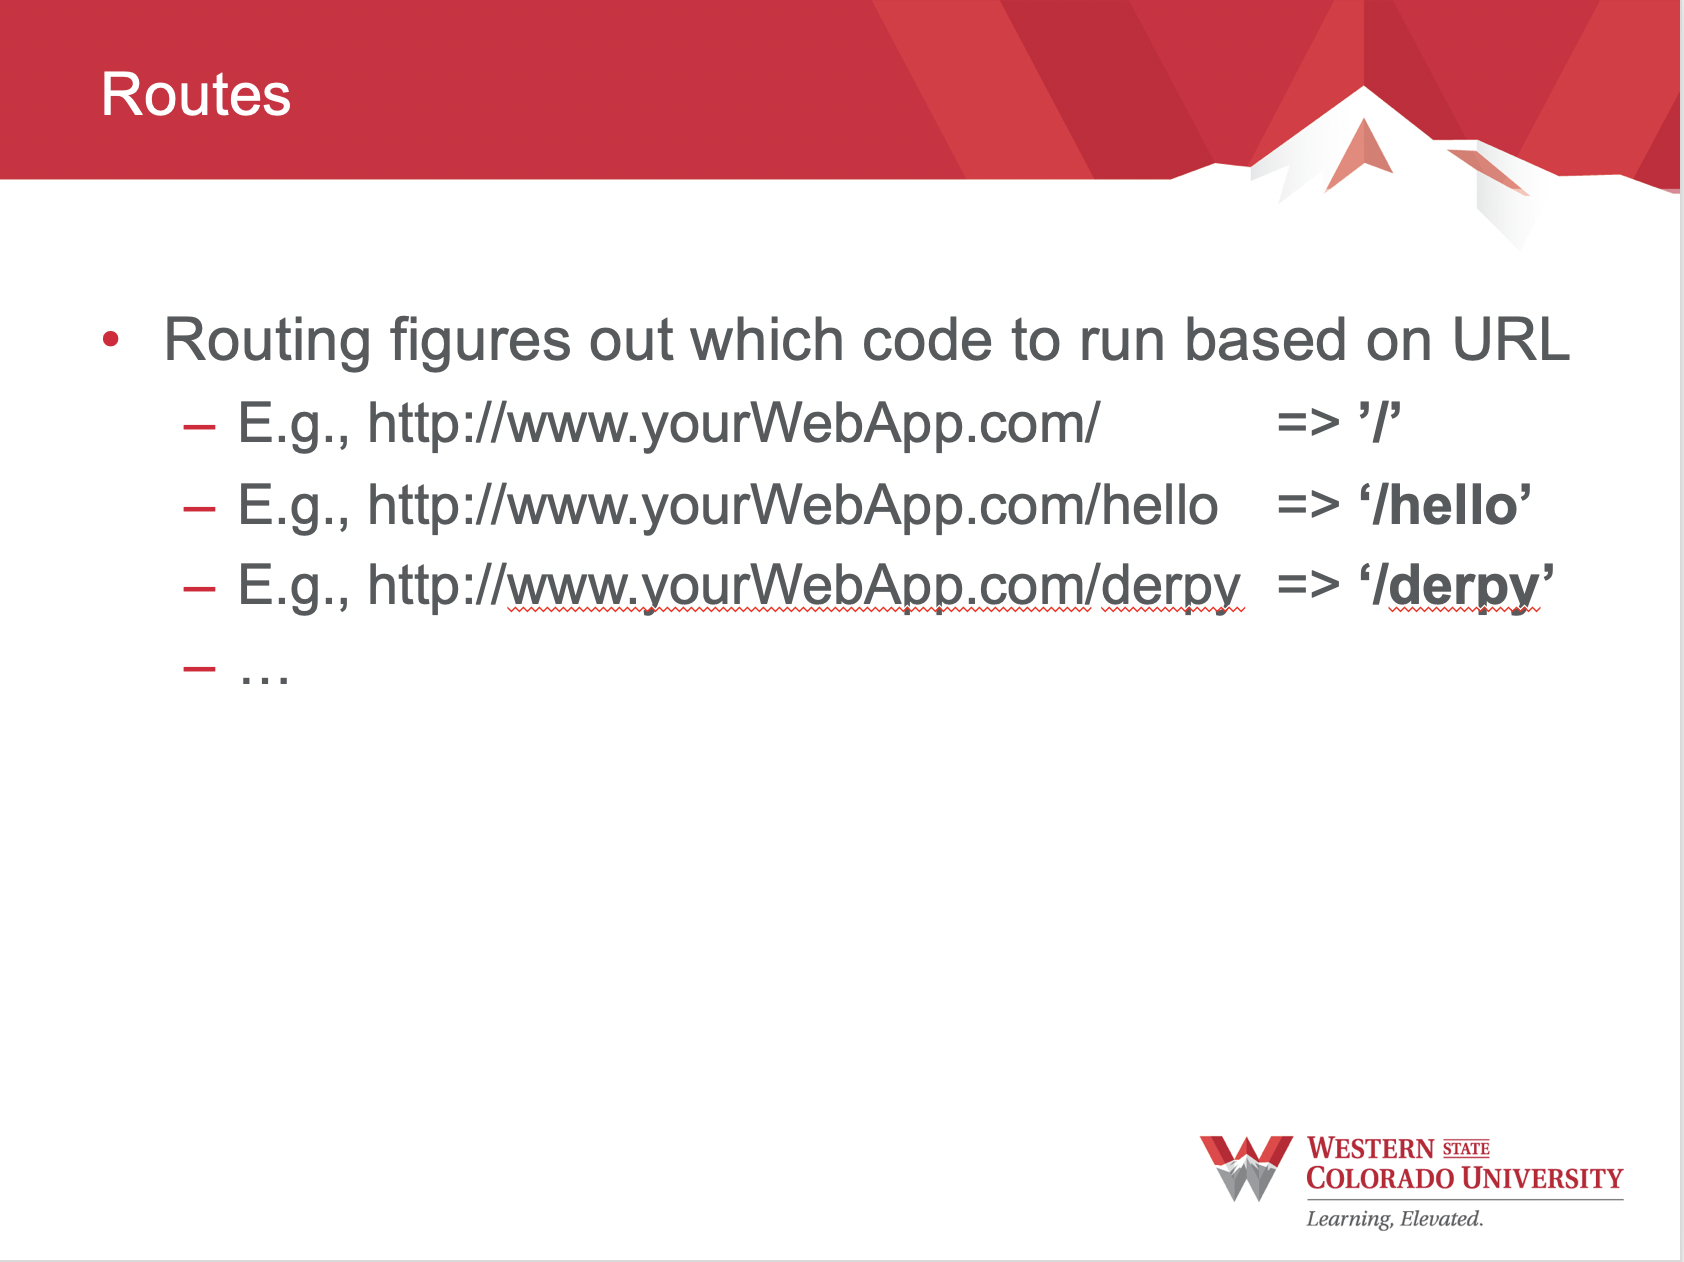 Routes
• Routing figures out which code to run based on URL
– E.g., http://www.yourWebApp.com/ => ’/’
– E.g., http://www.yourWebApp.com/hello => ‘/hello’
– E.g., http://www.yourWebApp.com/derpy => ‘/derpy’
– …
WESTERN STATE
COLORADO UNIVERSITY
Learning, Elevated.